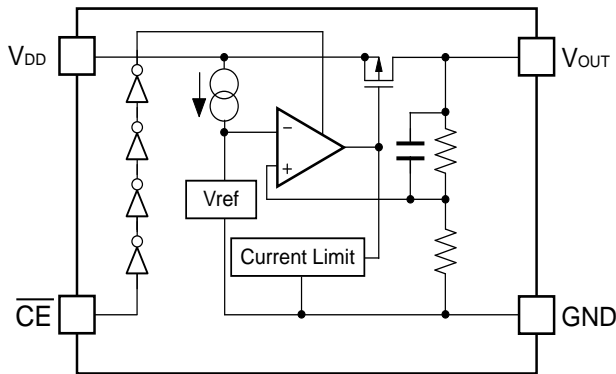 VDD
VOUT
−
+
Vref
Current Limit
CE
GND